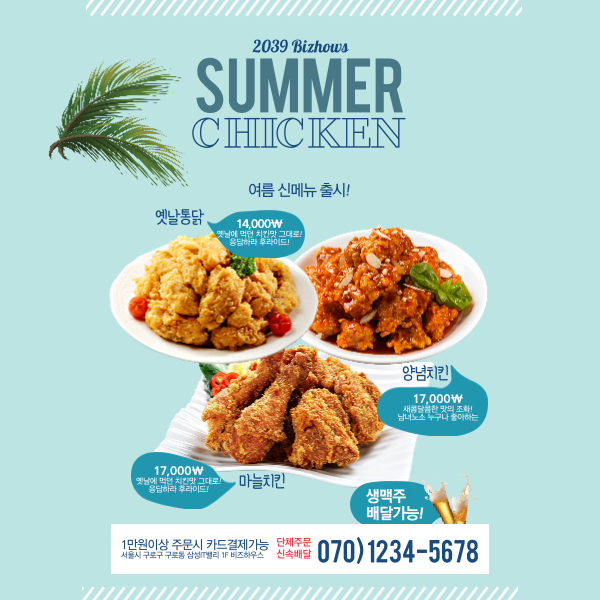 2039 Bizhows
SUMMER
CHICKEN
여름 신메뉴 출시!
옛날통닭
14,000₩
옛날에 먹던 치킨맛 그대로!
응답하라 후라이드!
양념치킨
17,000₩
새콤달콤한 맛의 조화!
남녀노소 누구나 좋아하는
17,000₩
옛날에 먹던 치킨맛 그대로!
응답하라 후라이드!
마늘치킨
생맥주
배달가능!
1만원이상 주문시 카드결제가능
서울시 구로구 구로동 삼성IT밸리 1F 비즈하우스
단체주문
신속배달
070)1234-5678